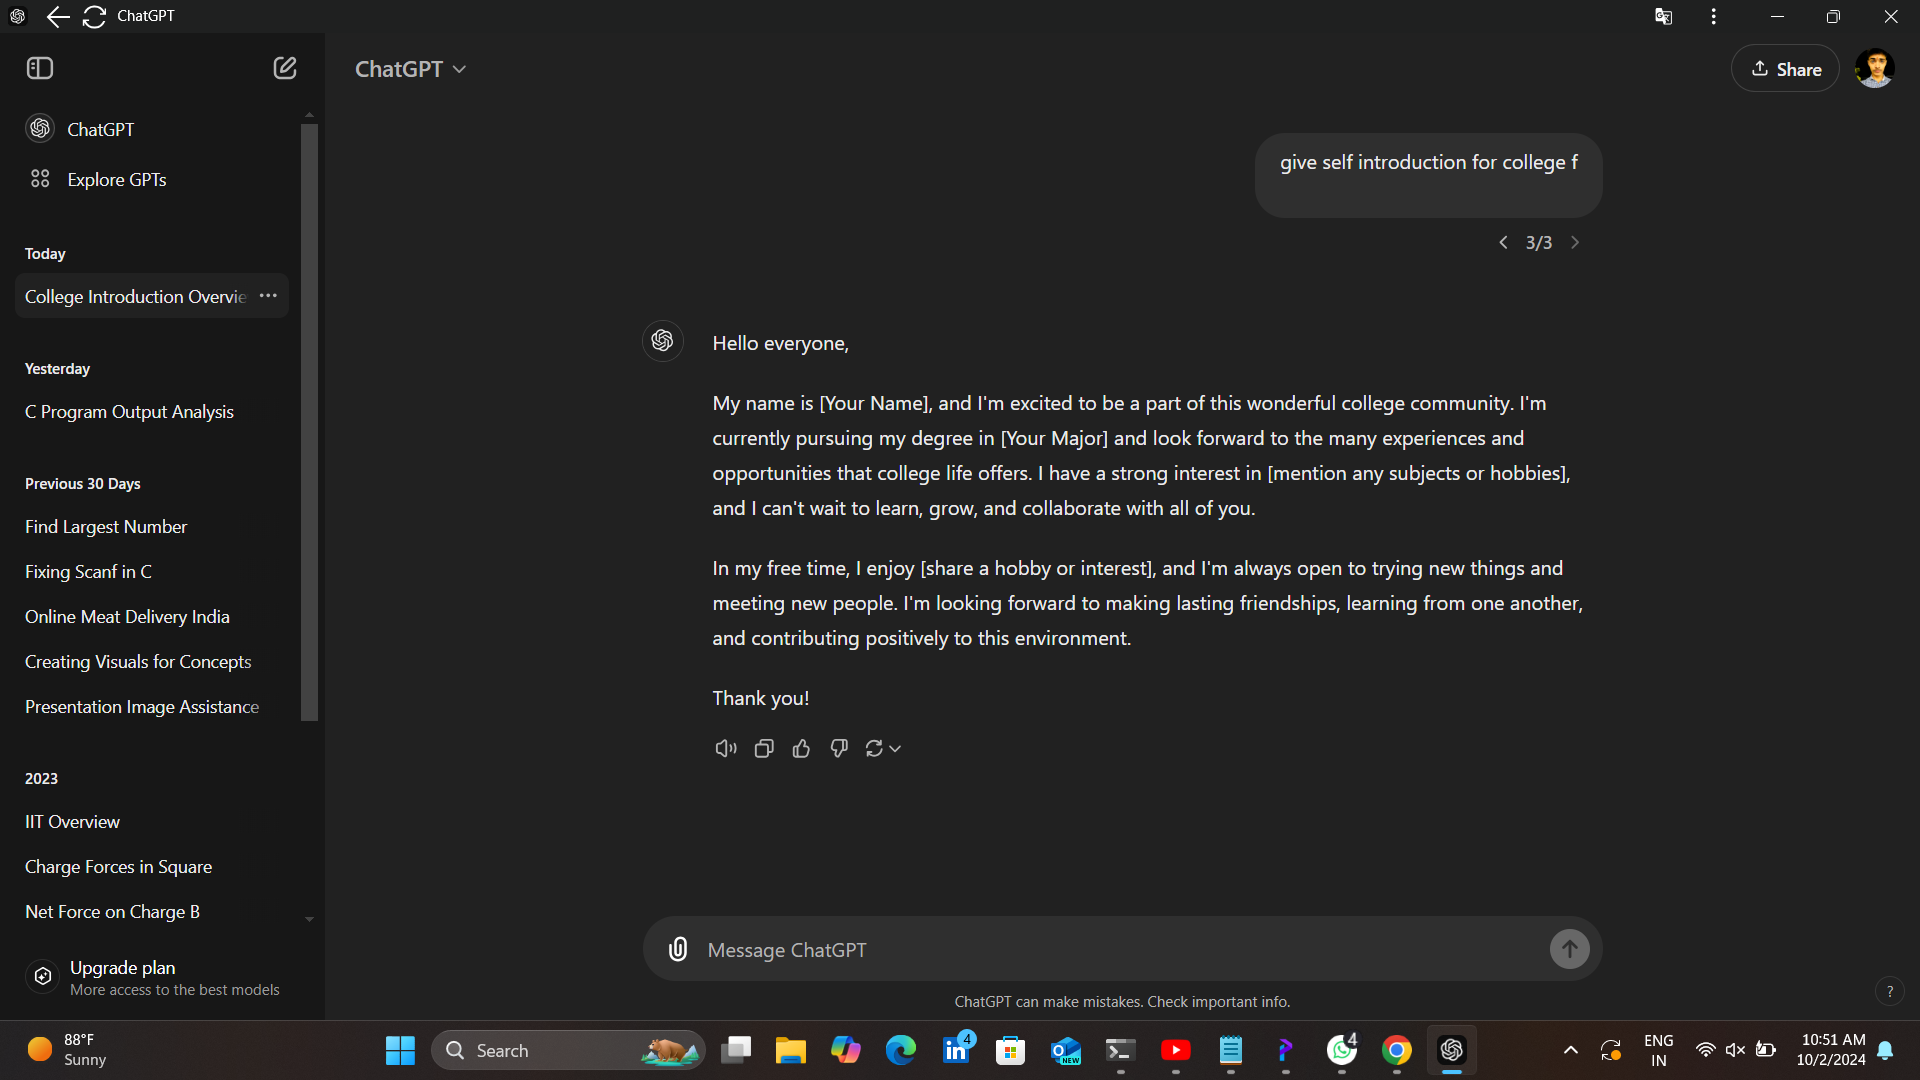 ChatGPT
ChatGPT
Share
ChatGPT
Explore GPTs
Today
College Introduction Overvie
Yesterday
C Program Output Analysis
Previous 30 Days
Find Largest Number
Fixing Scanf in C
Online Meat Delivery India
Creating Visuals for Concepts
Presentation Image Assistance
2023
IIT Overview
Charge Forces in Square
Net Force on Charge B
Upgrade plan
More access to the best models
give self introduction for college f
3/3
Hello everyone,
My name is [Your Name], and I'm excited to be a part of this wonderful college community. I'm
currently pursuing my degree in [Your Major] and look forward to the many experiences and
opportunities that college life offers. I have a strong interest in [mention any subjects or hobbies],
and I can't wait to learn, grow, and collaborate with all of you.
In my free time, I enjoy [share a hobby or interest], and I'm always open to trying new things and
meeting new people. I'm looking forward to making lasting friendships, learning from one another,
and contributing positively to this environment.
Thank you!
Message ChatGPT
ChatGPT can make mistakes. Check important info.
?
88°F
Sunny
Search
in
4
NEW
4
ENG
IN
10:51 AM
10/2/2024